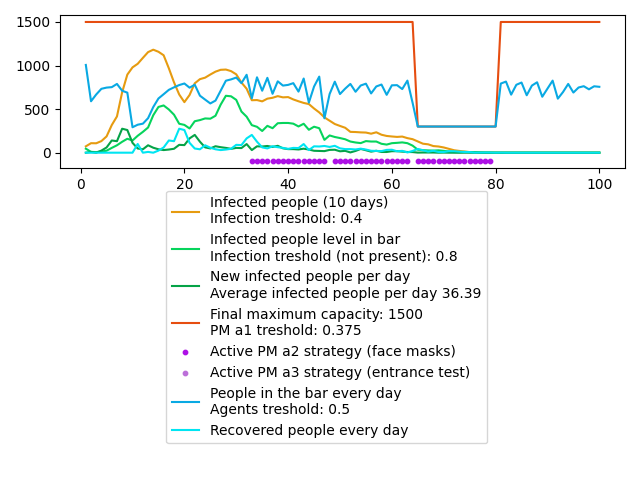 1500
1000
500
0
0
20
40
60
80
100
Infected people (10 days)
Infection treshold: 0.4
Infected people level in bar
Infection treshold (not present): 0.8
New infected people per day
Average infected people per day 36.39
Final maximum capacity: 1500
PM a1 treshold: 0.375
Active PM a2 strategy (face masks)
Active PM a3 strategy (entrance test)
People in the bar every day
Agents treshold: 0.5
Recovered people every day